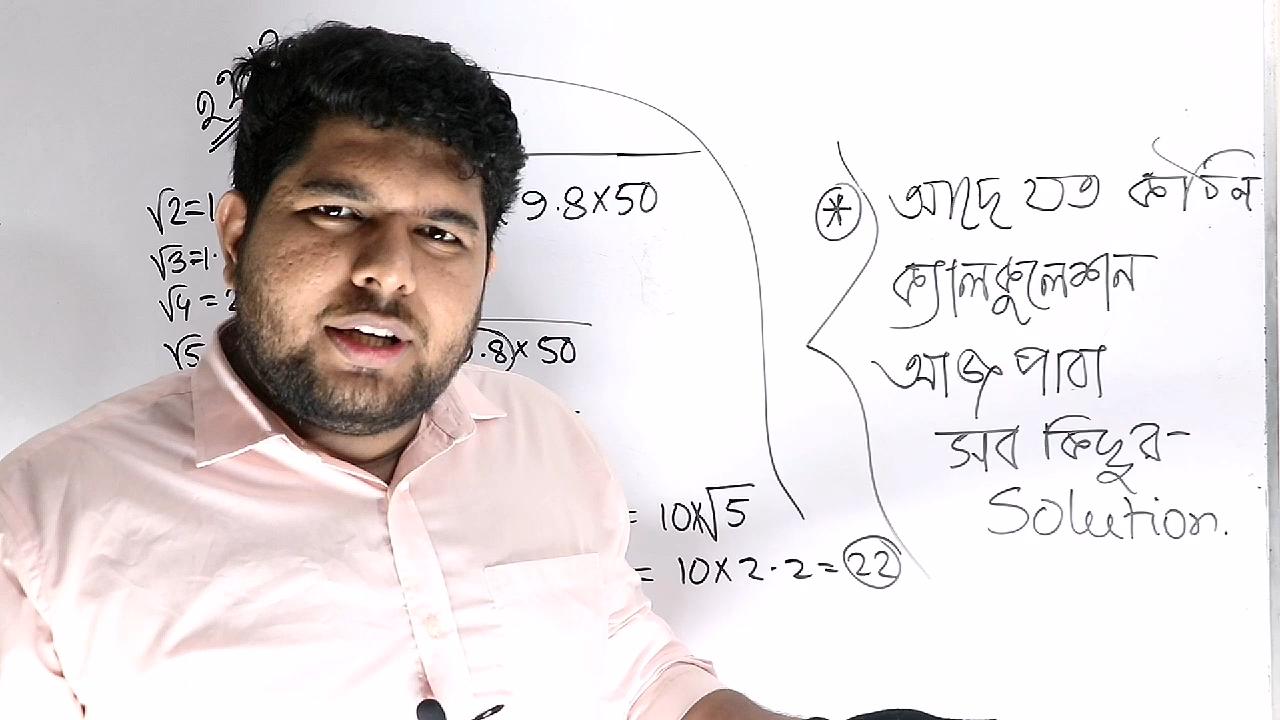 √2=1
9.8×50
√3=1.
√4=2
√5
.8)×50
= 10×√5
= 10×2.2=22
* আছে যত কঠিন
ক্যালকুলেশন
আজ পাবা
সব কিছুর-
Solution.